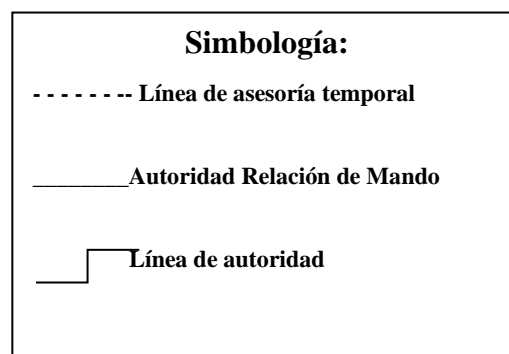 Simbología:
- - - - - - -- Línea de asesoría temporal
________Autoridad Relación de Mando
Línea de autoridad